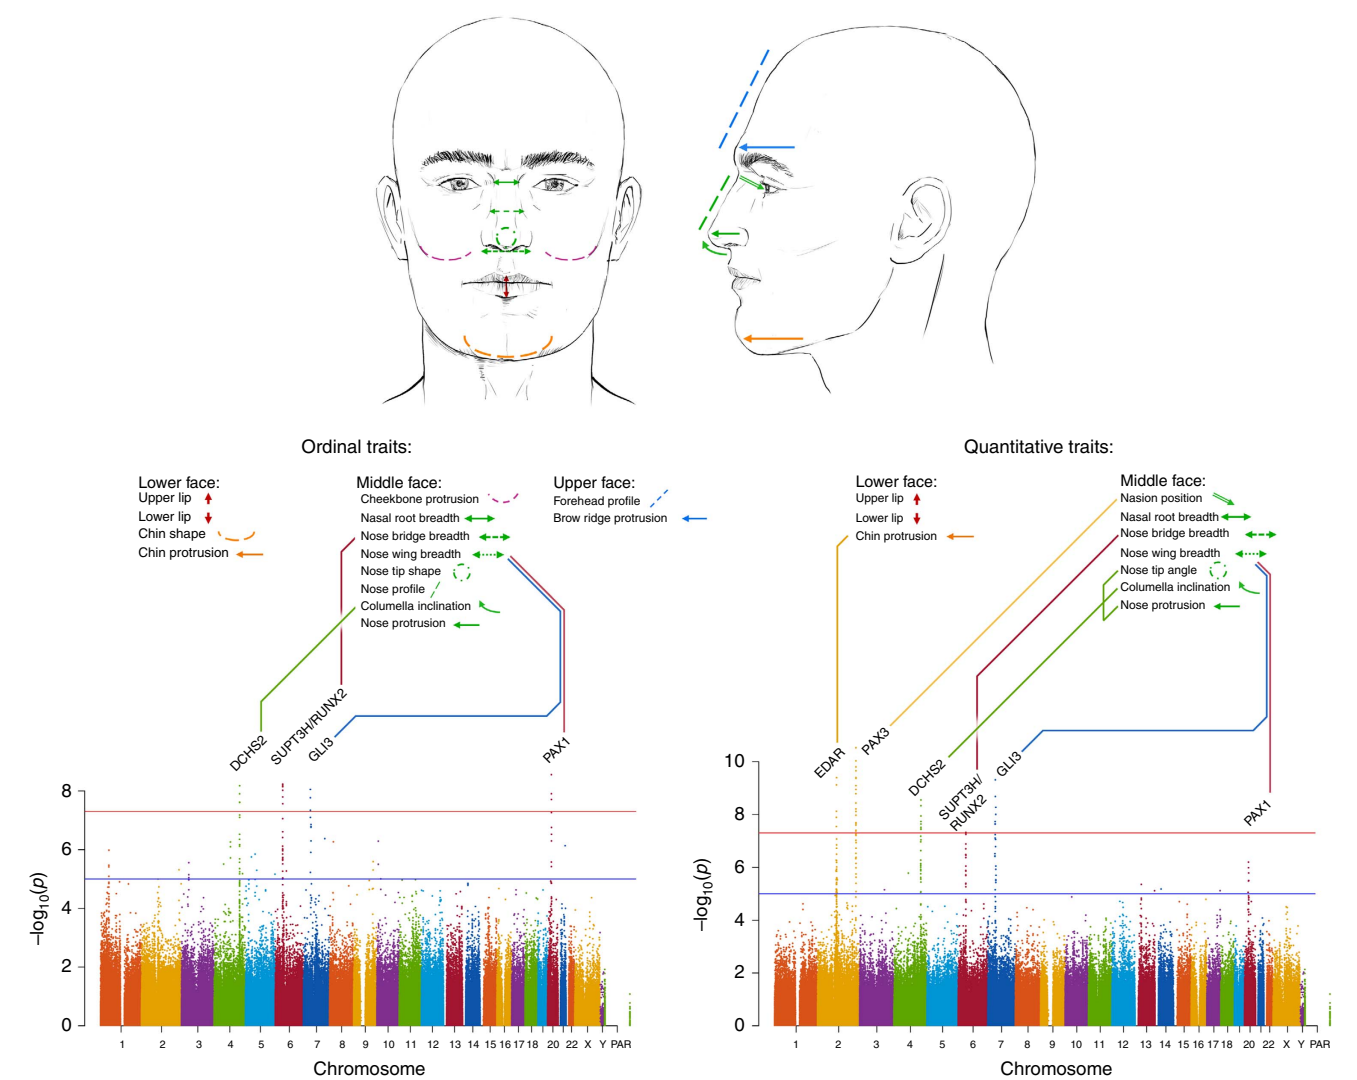 Ordinal traits:
Lower face:
Upper lip
Lower lip
Chin shape
Chin protrusion
Middle face:
Cheekbone protrusion
Nasal root breadth
Nose bridge breadth
Nose wing breadth
Nose tip shape
Nose profile
Columella inclination
Nose protrusion
Upper face:
Forehead profile
Brow ridge protrusion
DCHS2
SUPT3H/RUNX2
GLI3
PAX1
8
6
4
2
0
–log10(p)
1 2 3 4 5 6 7 8 9 10 11 12 13 14 15 16 17 18 20 22 X Y PAR
Chromosome
Quantitative traits:
Lower face:
Upper lip
Lower lip
Chin protrusion
Middle face:
Nasion position
Nasal root breadth
Nose bridge breadth
Nose wing breadth
Nose tip angle
Columella inclination
Nose protrusion
EDAR
PAX3
DCHS2
SUPT3H/
RUNX2
GLI3
PAX1
10
8
6
4
2
0
–log10(p)
1 2 3 4 5 6 7 8 9 10 11 12 13 14 15 16 17 18 20 22 X Y PAR
Chromosome